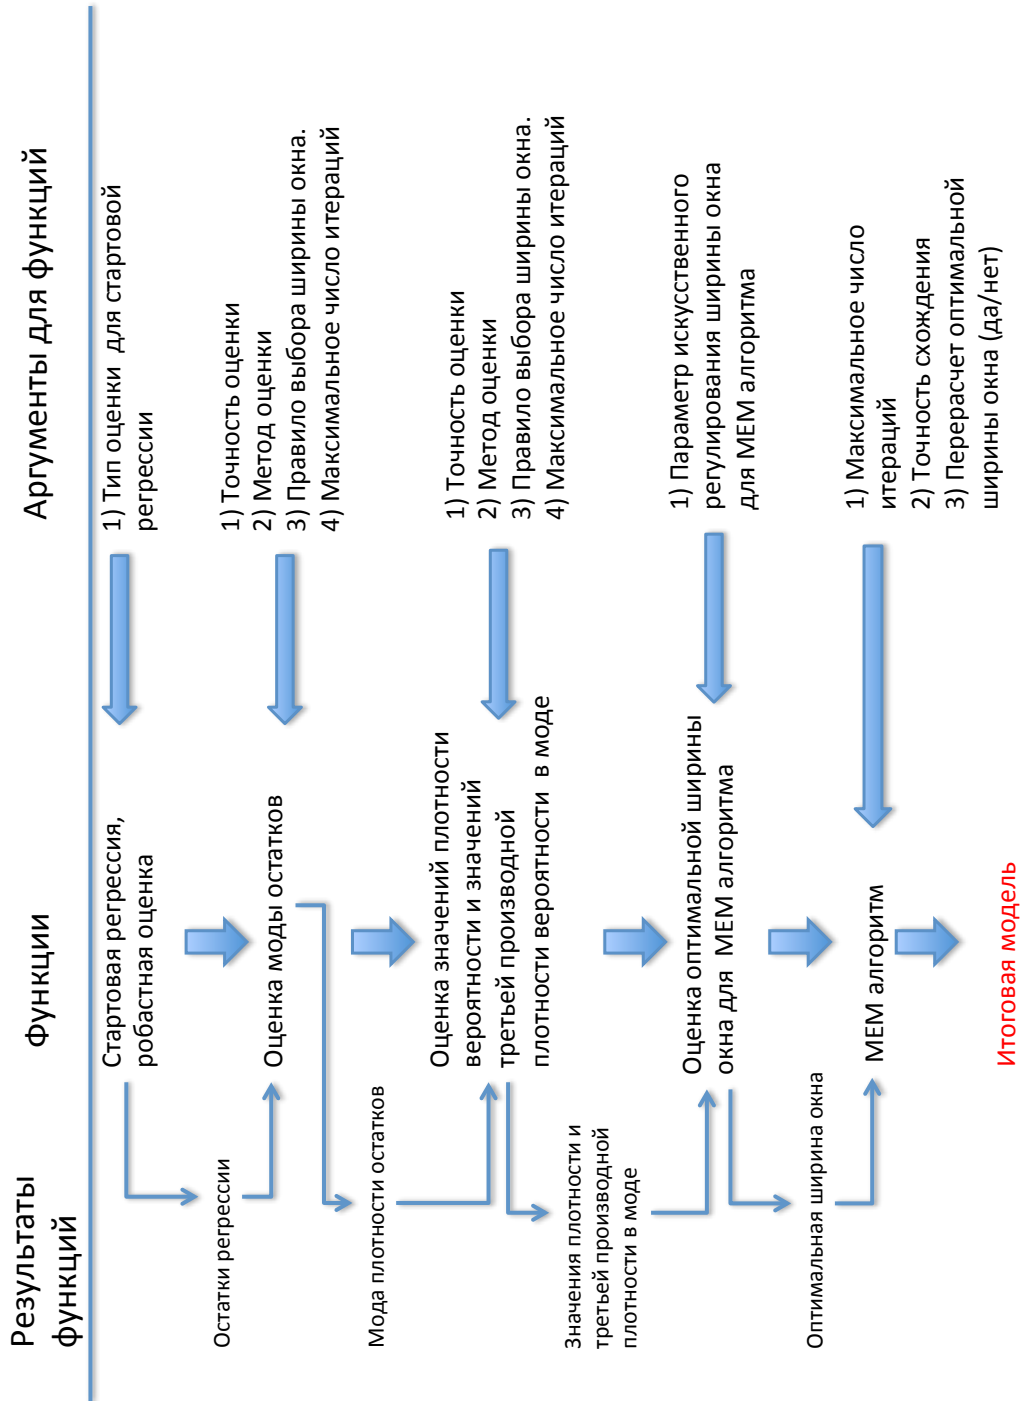 Результаты
функций
Функции
Аргументы для функций
Стартовая регрессия,
робастная оценка
1) Тип оценки для стартовой
регрессии
Остатки регрессии
Оценка моды остатков
1) Точность оценки
2) Метод оценки
3) Правило выбора ширины окна.
4) Максимальное число итераций
Мода плотности остатков
Оценка значений плотности
вероятности и значений
третьей производной
плотности вероятности в моде
1) Точность оценки
2) Метод оценки
3) Правило выбора ширины окна.
4) Максимальное число итераций
Значения плотности и
третьей производной
плотности в моде
Оценка оптимальной ширины
окна для МЕМ алгоритма
1) Параметр искусственного
регулирования ширины окна
для МЕМ алгоритма
Оптимальная ширина окна
МЕМ алгоритм
1) Максимальное число
итераций
2) Точность схождения
3) Перерасчет оптимальной
ширины окна (да/нет)
Итоговая модель